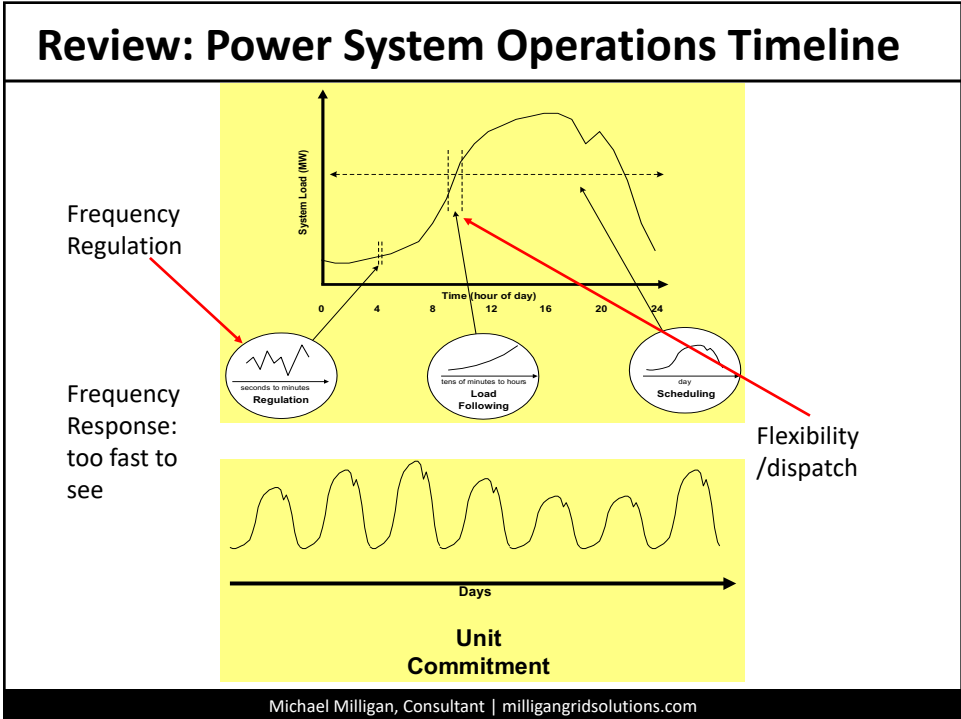 Review: Power System Operations Timeline
System Load (MW)
Time (hour of day)
0 4 8 12 16 20 24
Frequency
Regulation
seconds to minutes
Regulation
tens of minutes to hours
Load
Following
day
Scheduling
Frequency
Response:
too fast to
see
Flexibility
/dispatch
Days
Unit
Commitment
Michael Milligan, Consultant | milligangridsolutions.com